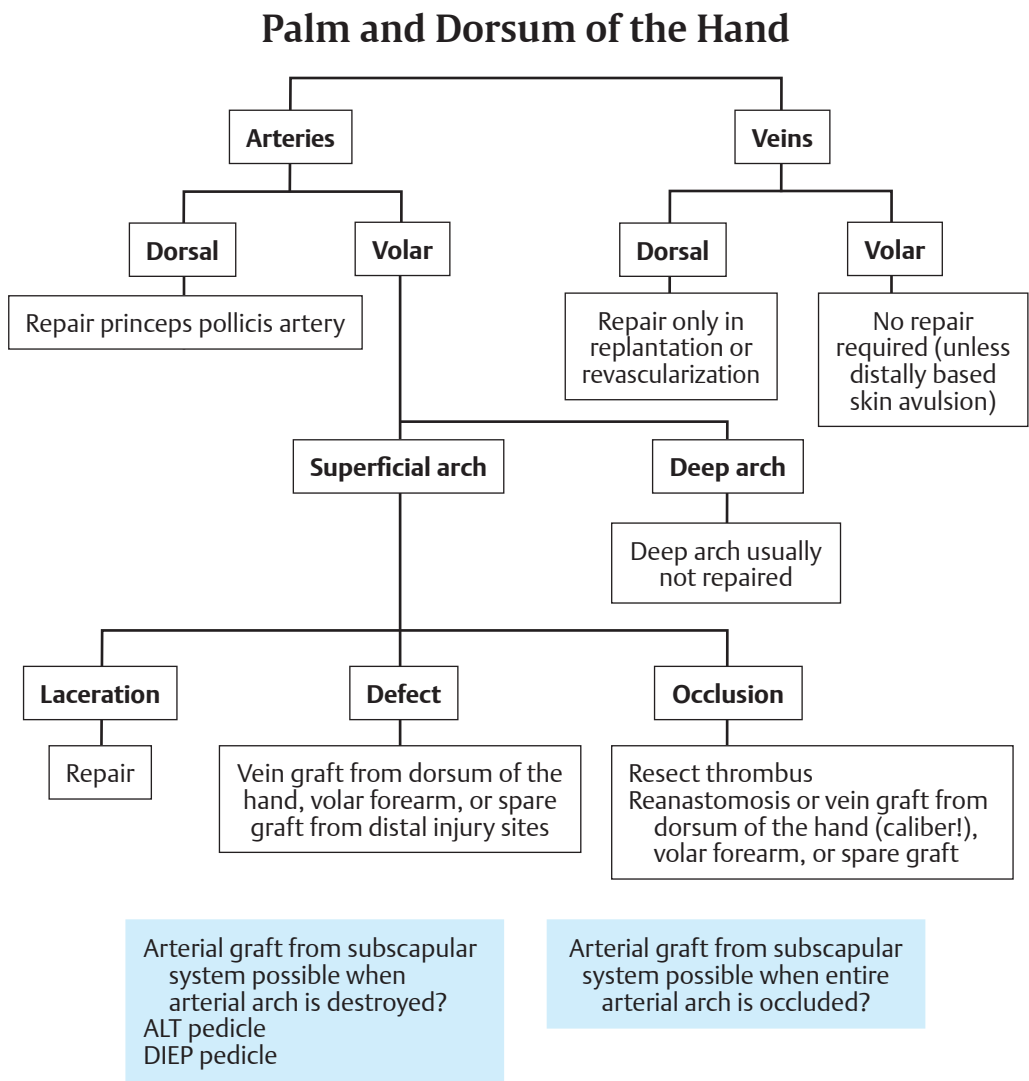 Palm and Dorsum of the Hand
Arteries
Veins
Dorsal
Volar
Dorsal
Volar
Repair princeps pollicis artery
Repair only in
replantation or
revascularization
No repair
required (unless
distally based
skin avulsion)
Superficial arch
Deep arch
Deep arch usually
not repaired
Laceration
Defect
Occlusion
Repair
Vein graft from dorsum of the
hand, volar forearm, or spare
graft from distal injury sites
Resect thrombus
Reanastomosis or vein graft from
dorsum of the hand (caliber!),
volar forearm, or spare graft
Arterial graft from subscapular
system possible when
arterial arch is destroyed?
ALT pedicle
DIEP pedicle
Arterial graft from subscapular
system possible when entire
arterial arch is occluded?